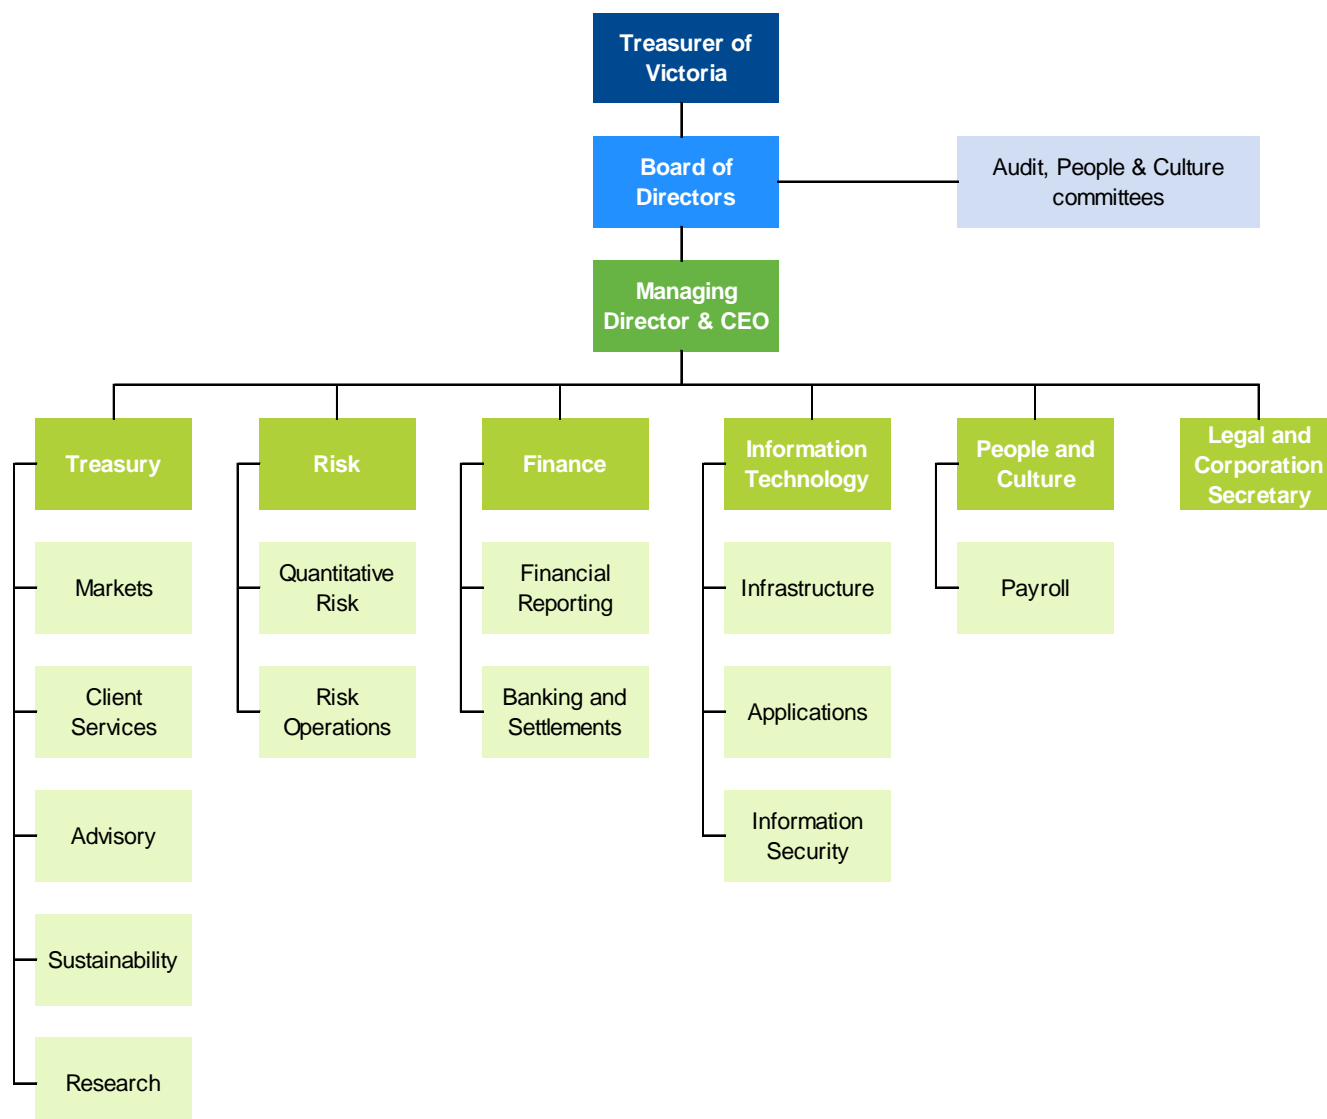 Treasurer of
Victoria
Board of
Directors
Audit, People & Culture
committees
Managing
Director & CEO
Treasury
Risk
Finance
Information
Technology
People and
Culture
Legal and
Corporation
Secretary
Markets
Quantitative
Risk
Financial
Reporting
Infrastructure
Payroll
Client
Services
Risk
Operations
Banking and
Settlements
Applications
Advisory
Information
Security
Sustainability
Research